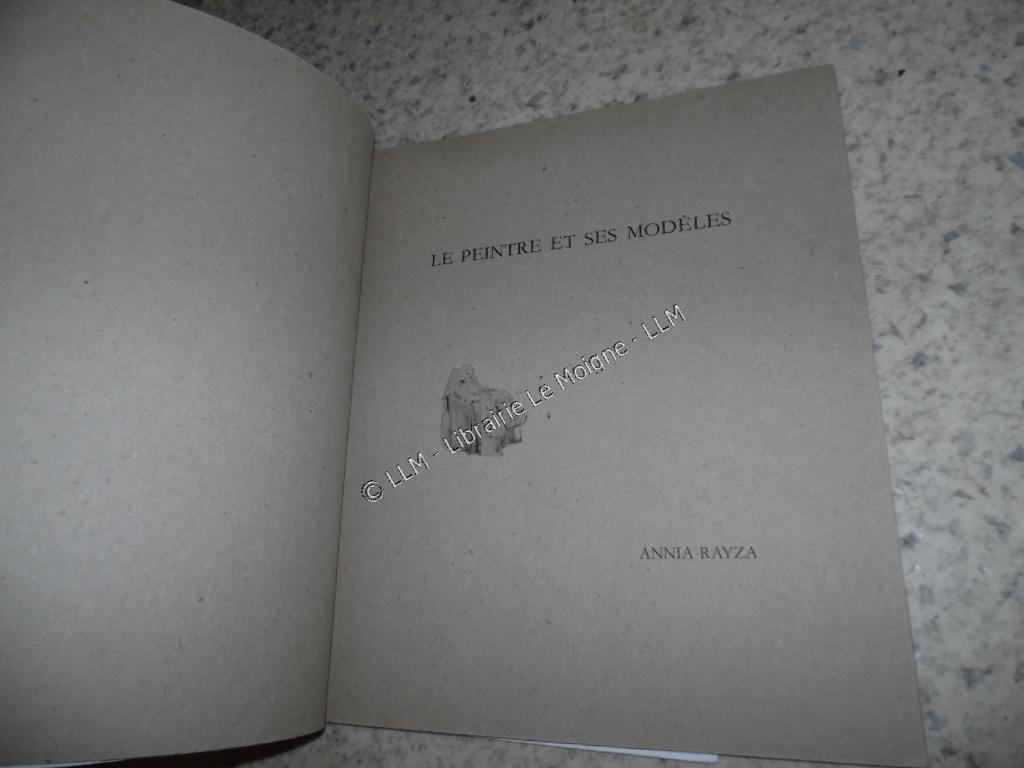 LE PEINTRE ET SES MODÈLES
© LLM - Librairie Le Moigne - LLM
ANNIA RAYZA